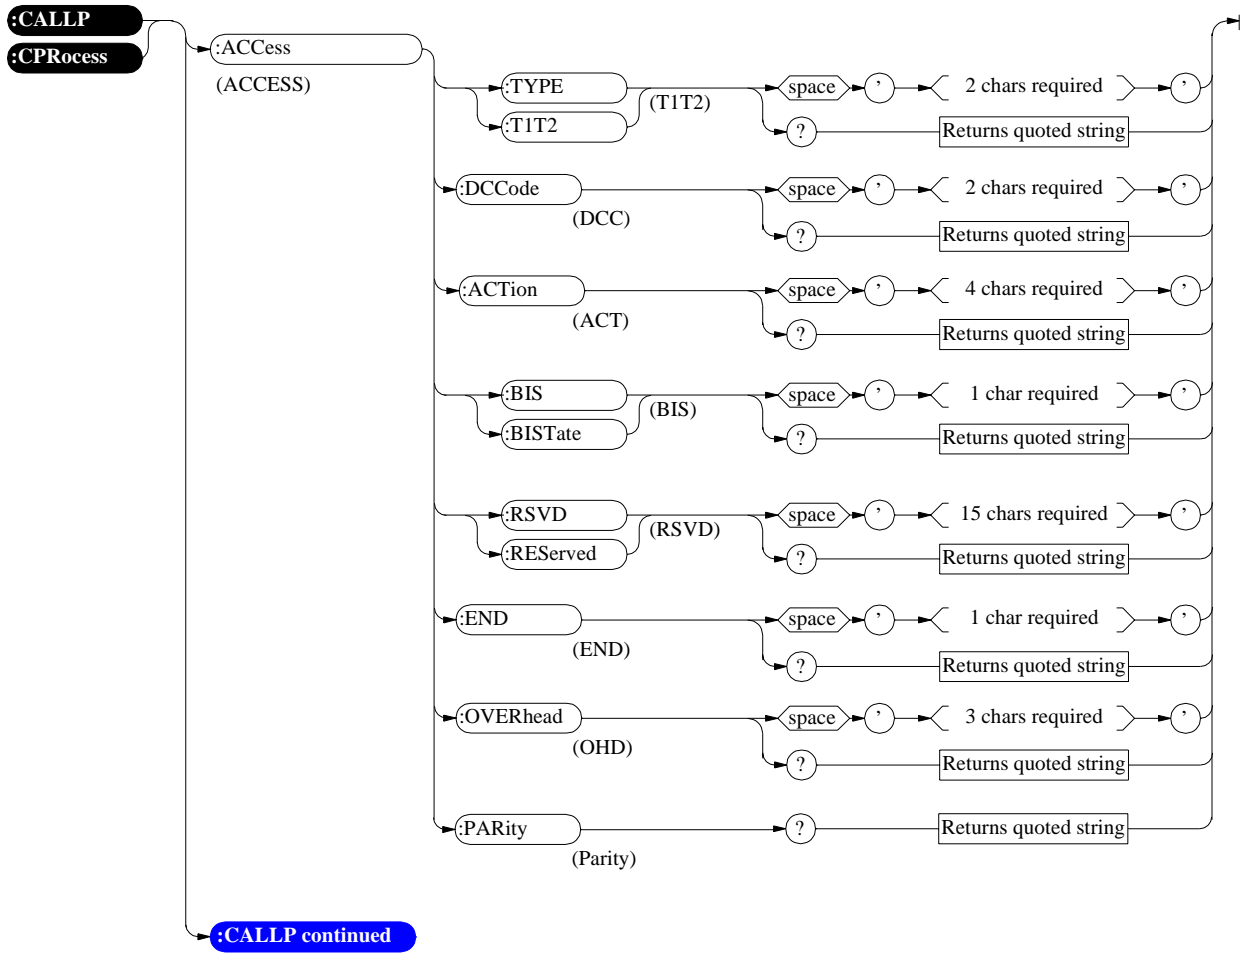 :CALLP
:CPRocess
:ACCess
(ACCESS)
:TYPE
:T1T2
(T1T2)
space ' 2 chars required '
? Returns quoted string
:DCCode
(DCC)
space ' 2 chars required '
? Returns quoted string
:ACTion
(ACT)
space ' 4 chars required '
? Returns quoted string
:BIS
:BISTate
(BIS)
space ' 1 char required '
? Returns quoted string
:RSVD
:REServed
(RSVD)
space ' 15 chars required '
? Returns quoted string
:END
(END)
space ' 1 char required '
? Returns quoted string
:OVERhead
(OHD)
space ' 3 chars required '
? Returns quoted string
:PARity
(Parity)
? Returns quoted string
:CALLP continued